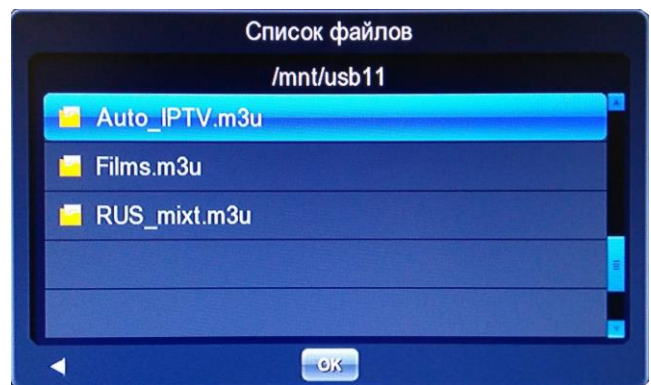 Список файлов
/mnt/usb11
Auto_IPTV.m3u
Films.m3u
RUS_mixt.m3u
OK